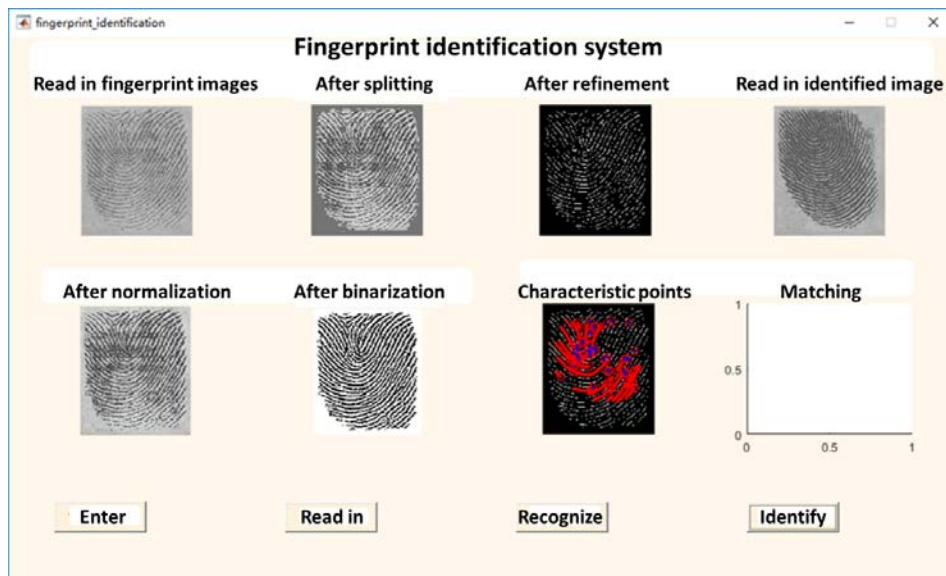 fingerprint_identification
Fingerprint identification system
Read in fingerprint images
After splitting
After refinement
Read in identified image
After normalization
After binarization
Characteristic points
Matching
1
0.5
0
0
0.5
1
Enter
Read in
Recognize
Identify